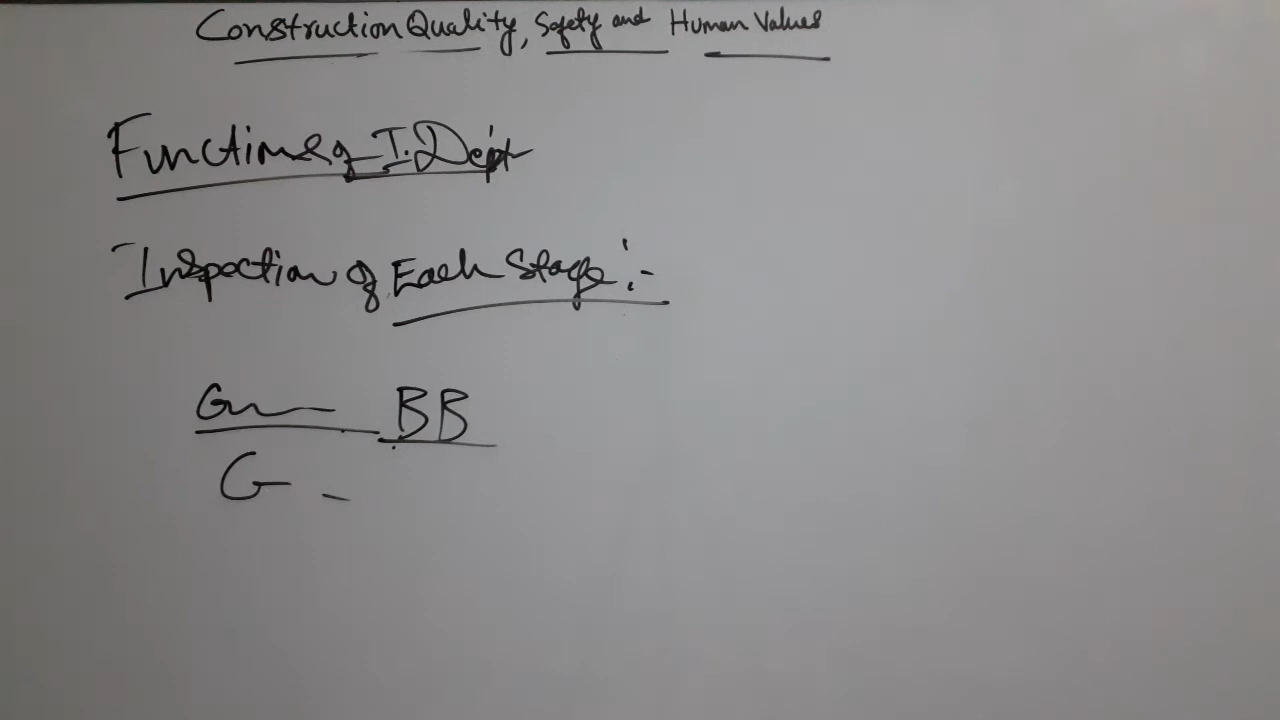 Construction Quality, Safety and Human Values
Functions of I. Dept
Inspection of Each Stage :-
BB
G -